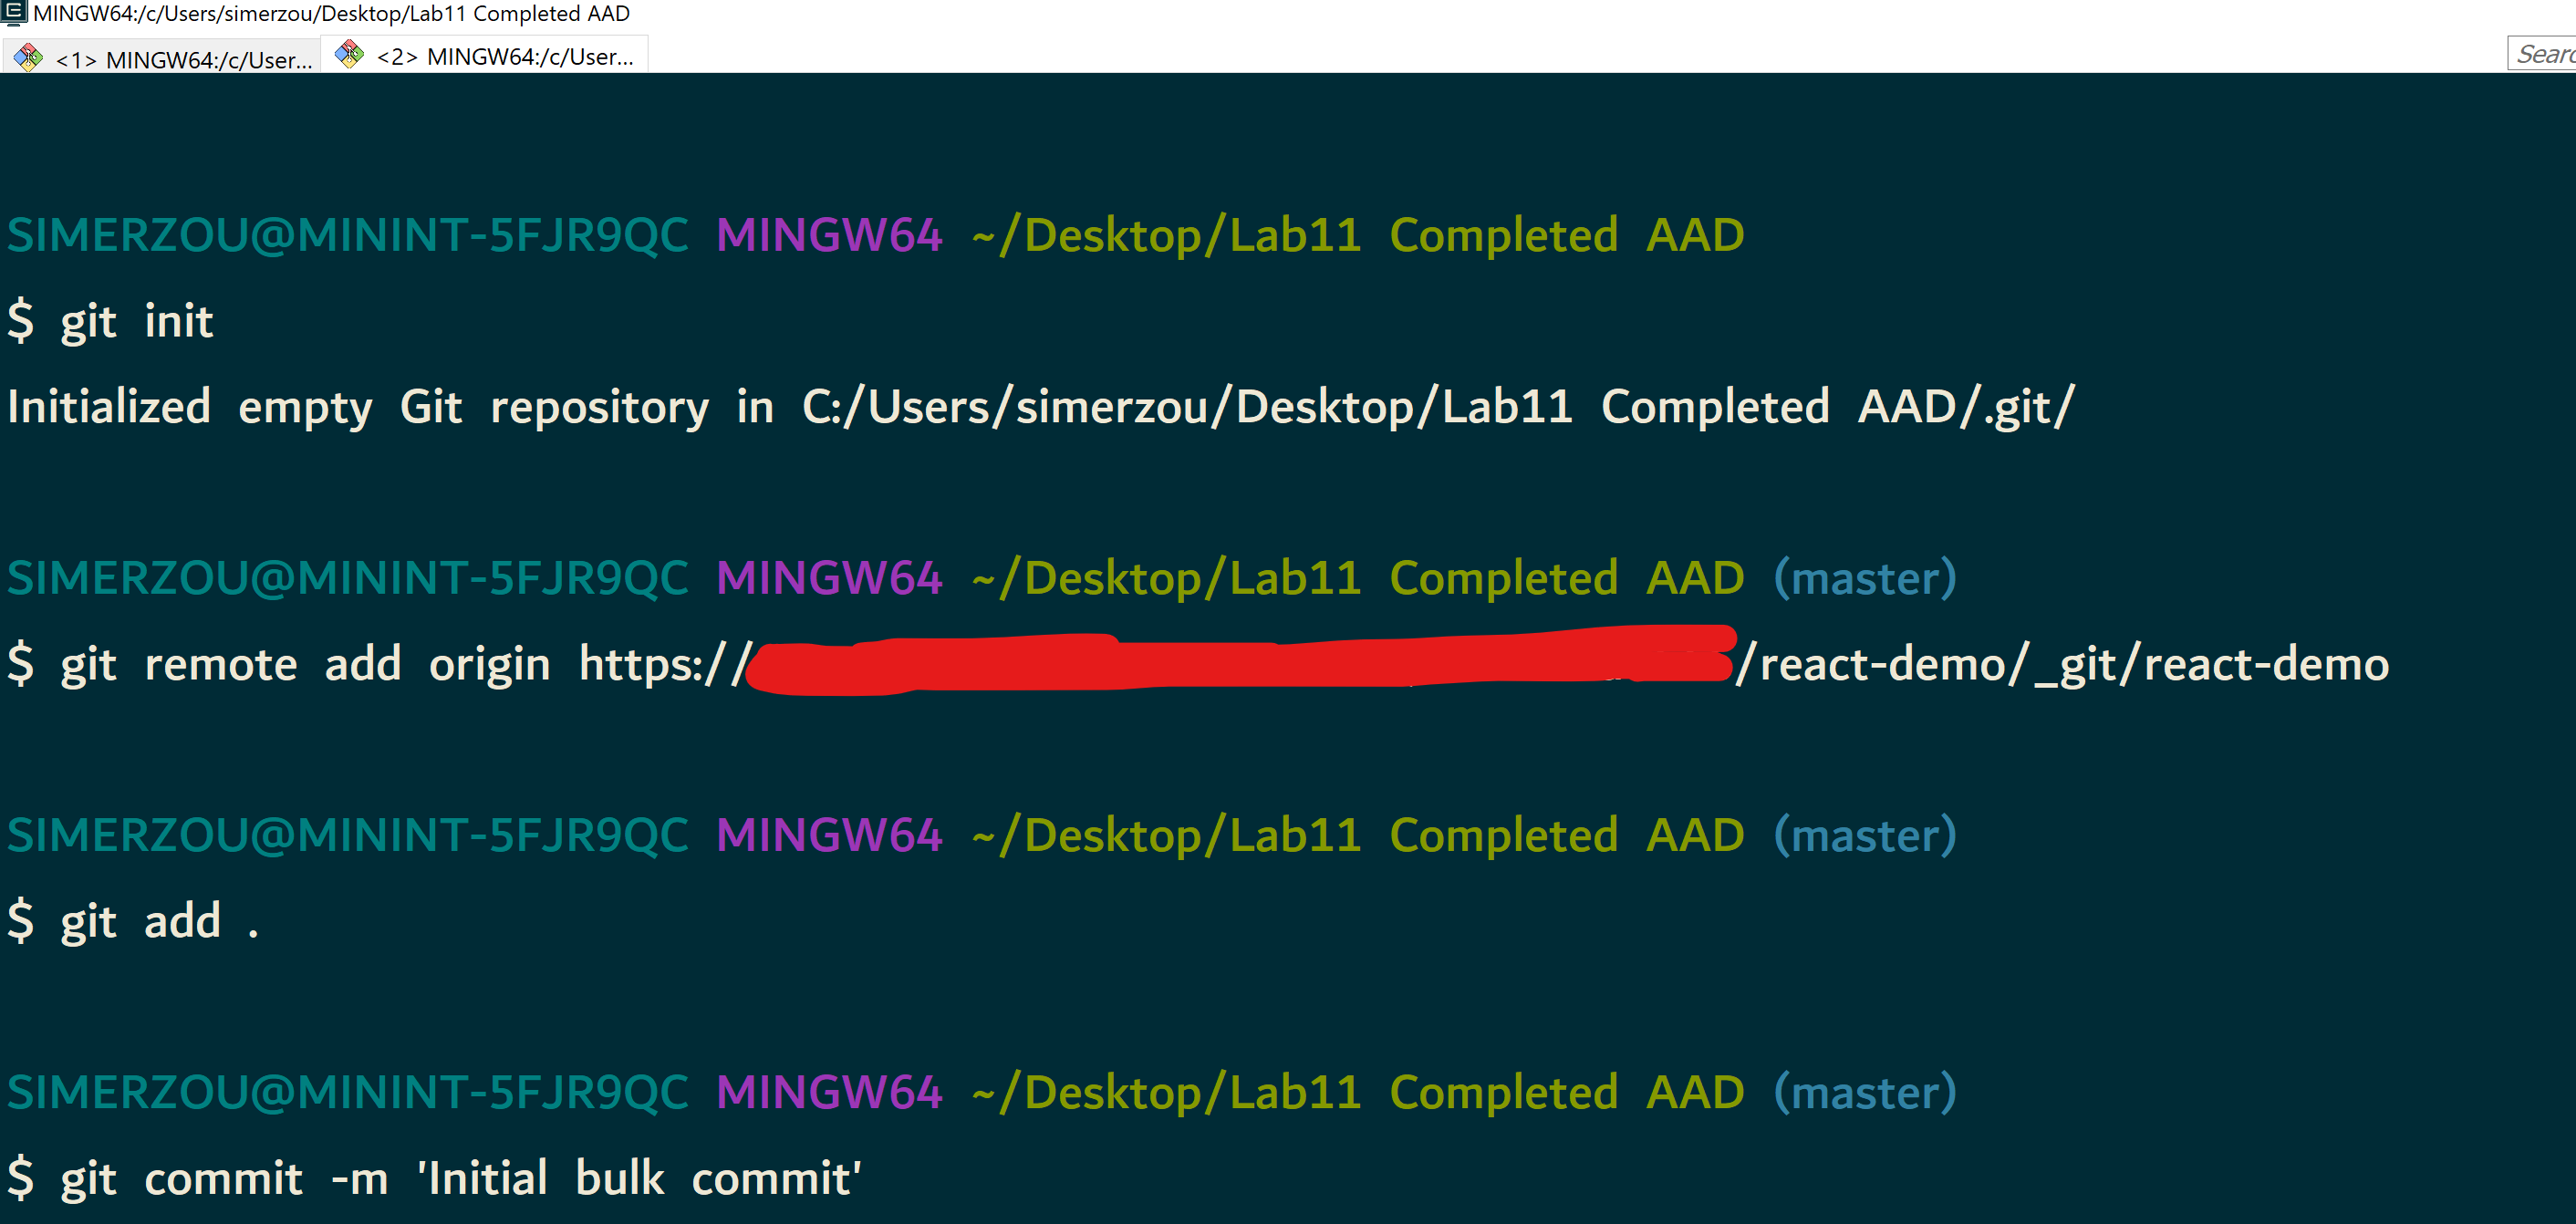 MINGW64:/c/Users/simerzou/Desktop/Lab11 Completed AAD
<1> MINGW64:/c/User... <2> MINGW64:/c/User... Searc
SIMERZOU@MININT-5FJR9QC MINGW64 ~/Desktop/Lab11 Completed AAD
$ git init
Initialized empty Git repository in C:/Users/simerzou/Desktop/Lab11 Completed AAD/.git/
SIMERZOU@MININT-5FJR9QC MINGW64 ~/Desktop/Lab11 Completed AAD (master)
$ git remote add origin https:// /react-demo/_git/react-demo
SIMERZOU@MININT-5FJR9QC MINGW64 ~/Desktop/Lab11 Completed AAD (master)
$ git add .
SIMERZOU@MININT-5FJR9QC MINGW64 ~/Desktop/Lab11 Completed AAD (master)
$ git commit -m 'Initial bulk commit'